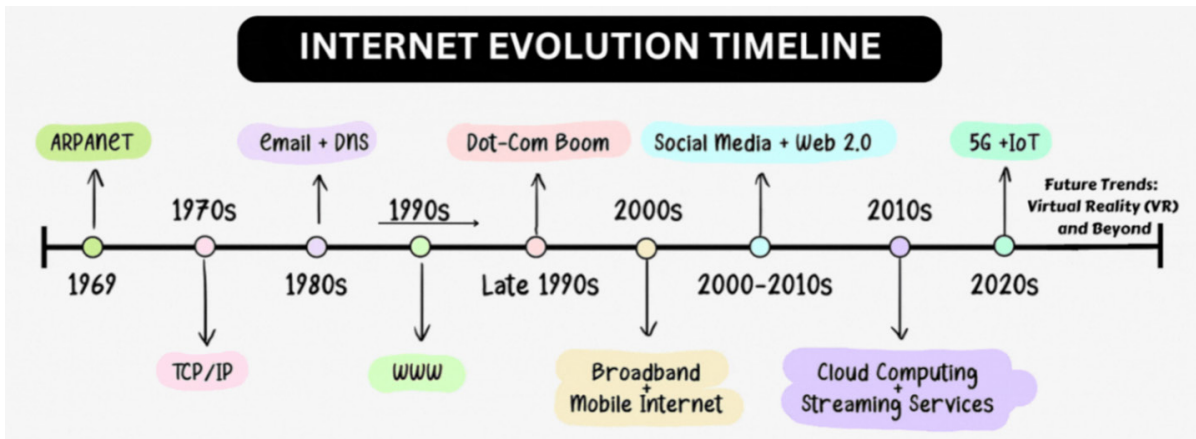 INTERNET EVOLUTION TIMELINE
ARPANET
email + DNS
Dot-Com Boom
Social Media + Web 2.0
5G +IoT
Future Trends:
Virtual Reality (VR)
and Beyond
1970s
1990s
2000s
2010s
1969
1980s
Late 1990s
2000-2010s
2020s
TCP/IP
WWW
Broadband
+
Mobile Internet
Cloud Computing
+
Streaming Services